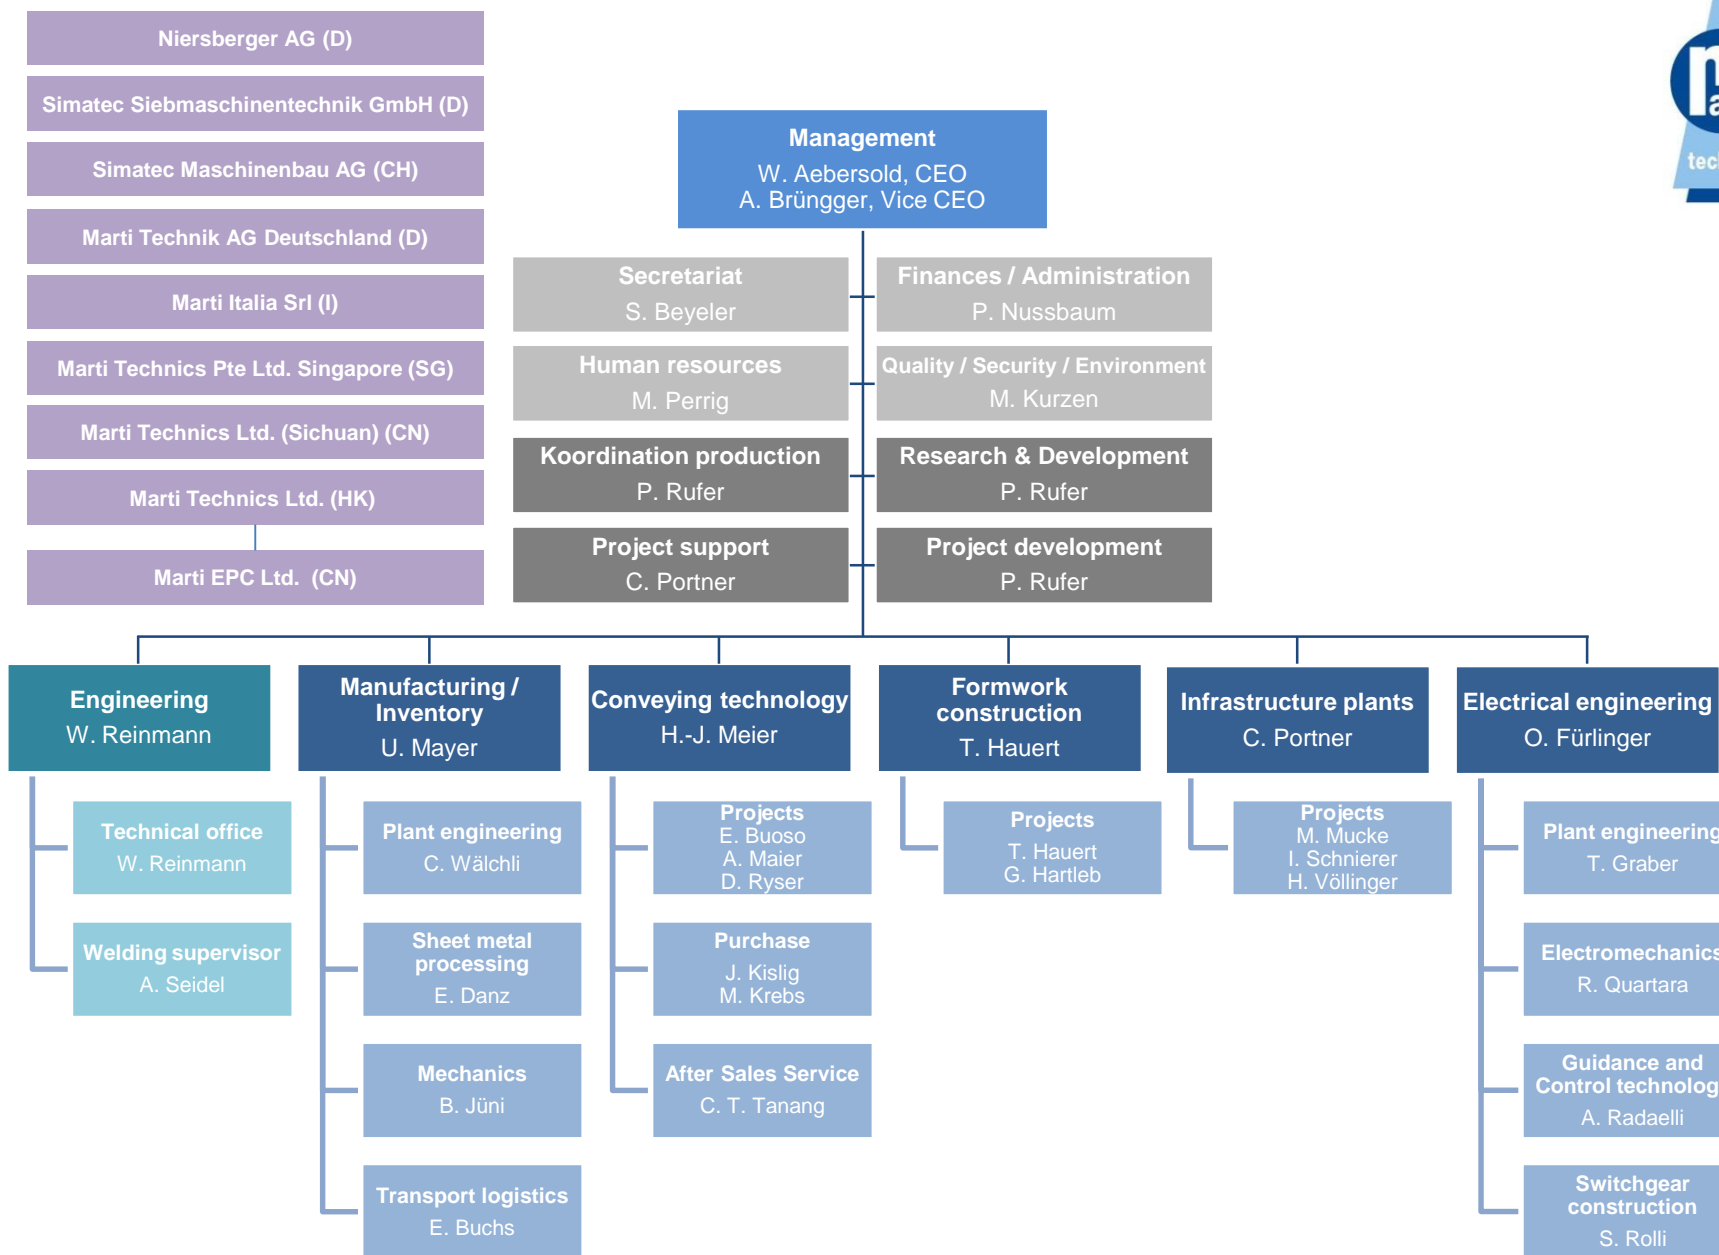 Niersberger AG (D)
Simatec Siebmaschinentechnik GmbH (D)
Simatec Maschinenbau AG (CH)
Marti Technik AG Deutschland (D)
Marti Italia Srl (I)
Marti Technics Pte Ltd. Singapore (SG)
Marti Technics Ltd. (Sichuan) (CN)
Marti Technics Ltd. (HK)
Marti EPC Ltd. (CN)
Management
W. Aebersold, CEO
A. Brüngger, Vice CEO
Secretariat
S. Beyeler
Finances / Administration
P. Nussbaum
Human resources
M. Perrig
Quality / Security / Environment
M. Kurzen
Koordination production
P. Rufer
Research & Development
P. Rufer
Project support
C. Portner
Project development
P. Rufer
Engineering
W. Reinmann
Technical office
W. Reinmann
Welding supervisor
A. Seidel
Manufacturing /
Inventory
U. Mayer
Plant engineering
C. Wälchli
Sheet metal
processing
E. Danz
Mechanics
B. Jüni
Transport logistics
E. Buchs
Conveying technology
H.-J. Meier
Projects
E. Buoso
A. Maier
D. Ryser
Purchase
J. Kislig
M. Krebs
After Sales Service
C. T. Tanang
Formwork
construction
T. Hauert
Projects
T. Hauert
G. Hartleb
Infrastructure plants
C. Portner
Projects
M. Mucke
I. Schnierer
H. Völlinger
Electrical engineering
O. Fürlinger
Plant engineering
T. Graber
Electromechanics
R. Quartara
Guidance and
Control technolog
A. Radaelli
Switchgear
construction
S. Rolli